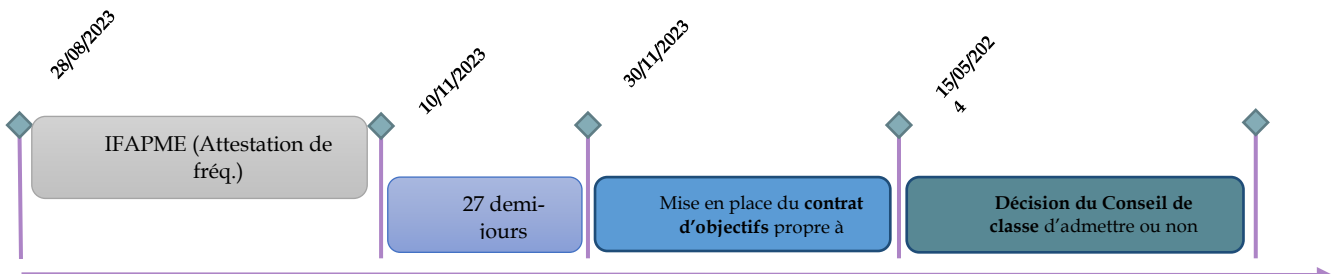 28/08/2023
10/11/2023
30/11/2023
15/05/202
4
IFAPME (Attestation de
fréq.)
27 demi-
jours
Mise en place du contrat
d’objectifs propre à
Décision du Conseil de
classe d’admettre ou non